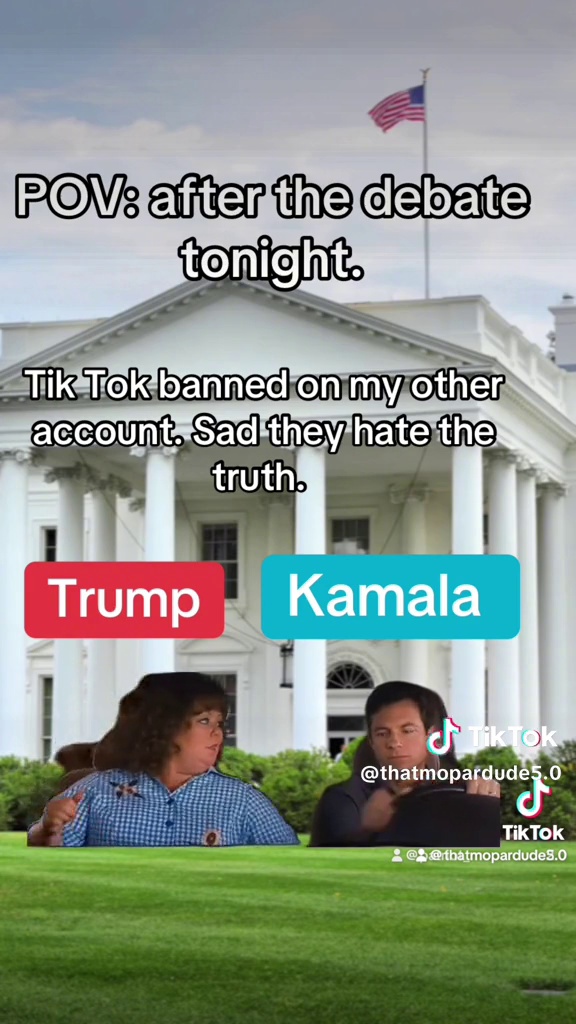 POV: after the debate
tonight.
Tik Tok banned on my other
account. Sad they hate the
truth.
Trump
Kamala
TikTok
@thatmopardude5.0
TikTok
@thatmopardude5.0